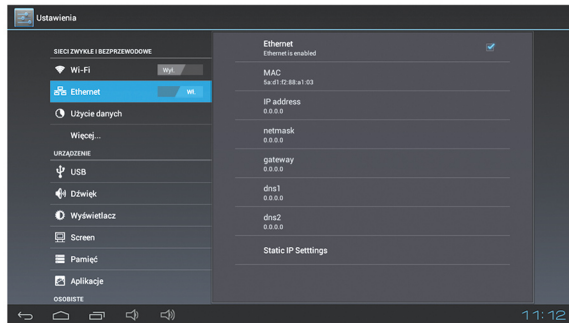 Ustawienia
SIECI ZWYKŁE I BEZPRZEWODOWE
Wi-Fi
Wył.
Ethernet
Wł.
Użycie danych
Więcej...
URZĄDZENIE
USB
Dźwięk
Wyświetlacz
Screen
Pamięć
Aplikacje
OSOBISTE
Ethernet
Ethernet is enabled
MAC
5a:d1:f2:88:a1:03
IP address
0.0.0.0
netmask
0.0.0.0
gateway
0.0.0.0
dns1
0.0.0.0
dns2
0.0.0.0
Static IP Setttings
11:12